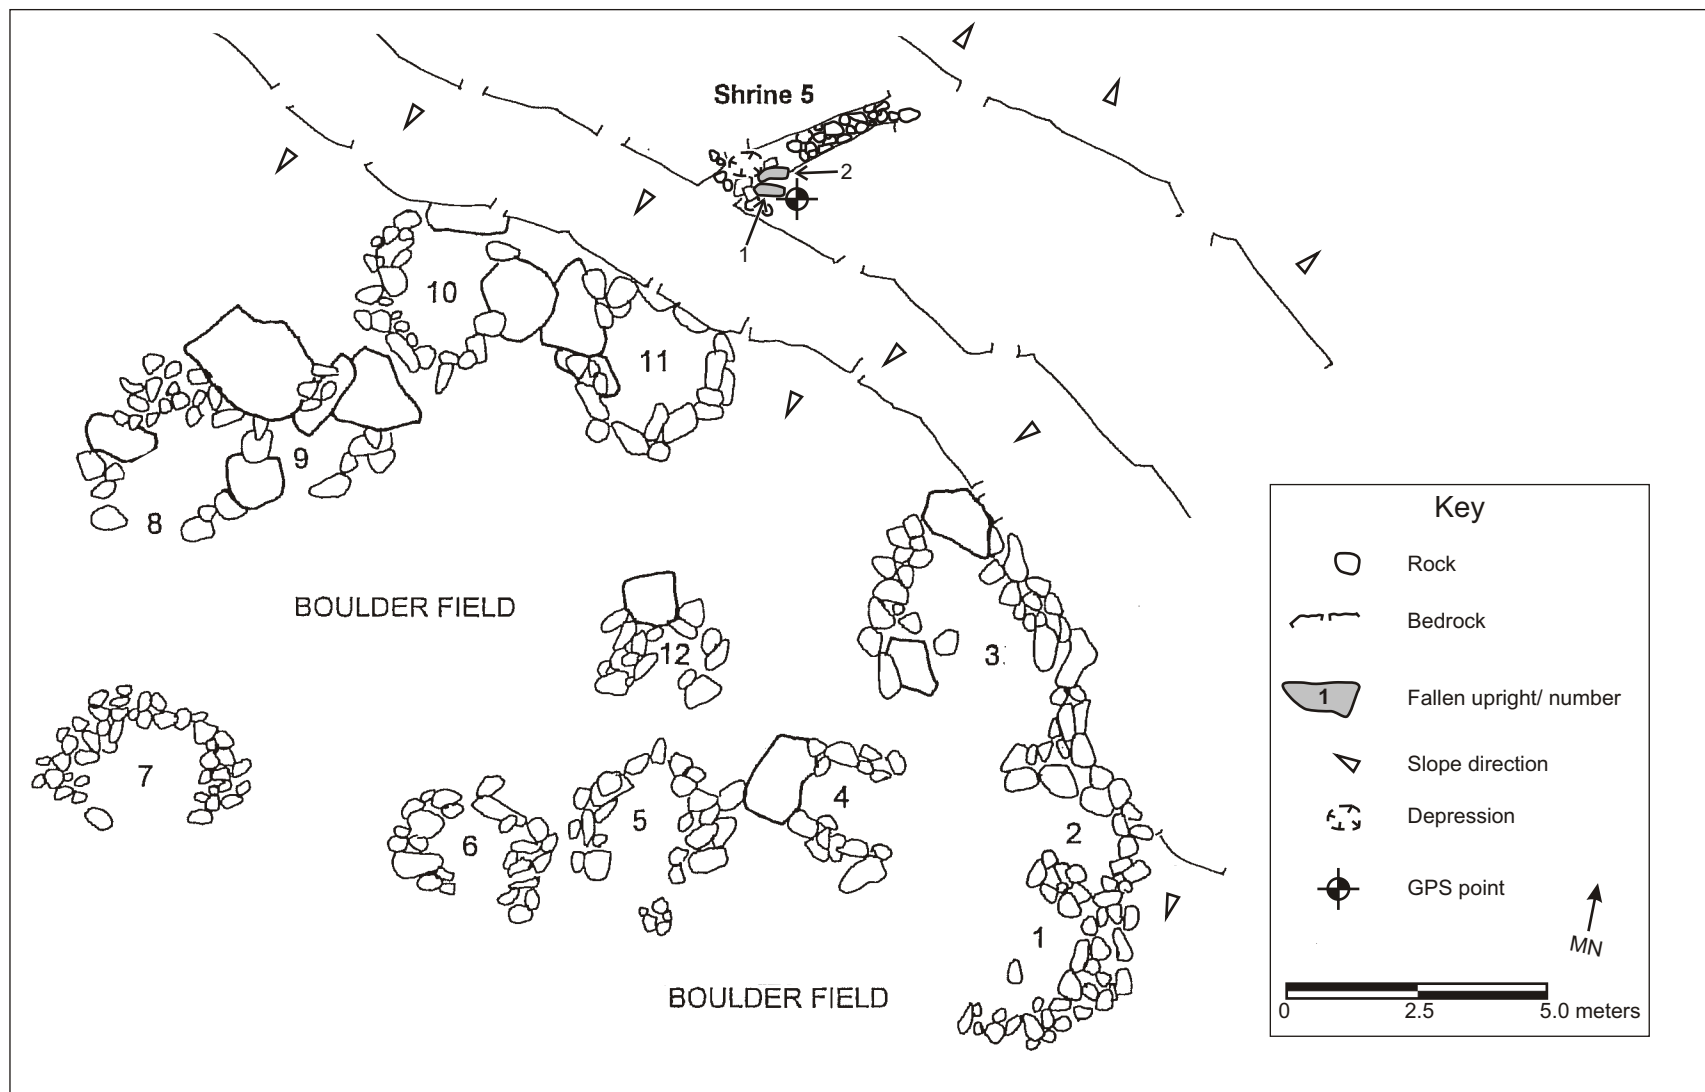 Shrine 5
2
1
10
11
9
8
BOULDER FIELD
12
3
7
4
5
6
2
1
BOULDER FIELD
Key
Rock
Bedrock
1
Fallen upright/ number
Slope direction
Depression
GPS point
MN
0
2.5
5.0 meters